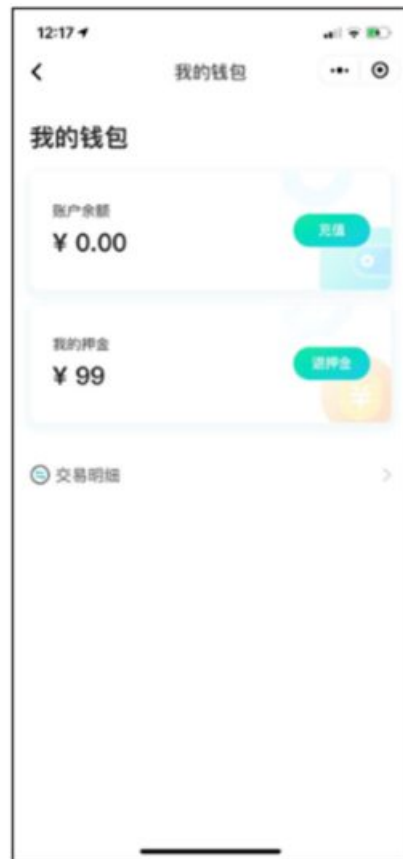 12:17
我的钱包
我的钱包
账户余额
¥ 0.00
充值
我的押金
¥ 99
退押金
交易明细